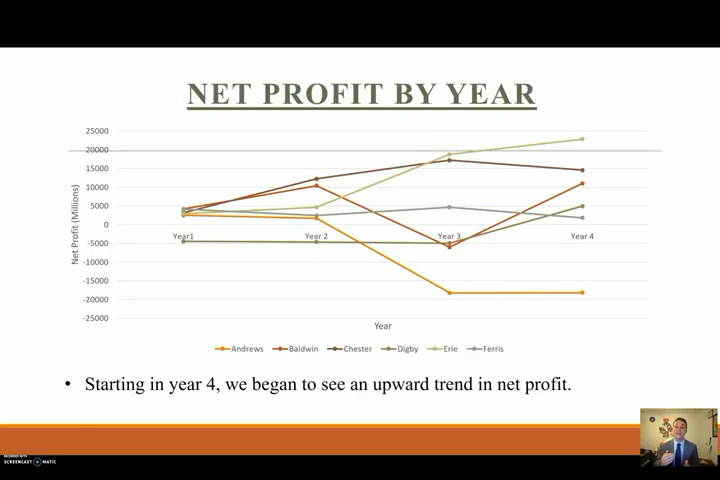 NET PROFIT BY YEAR
25000
20000
15000
10000
5000
0
-5000
-10000
-15000
-20000
-25000
Net Profit (Millions)
Year1
Year 2
Year 3
Year 4
Year
Andrews
Baldwin
Chester
Digby
Erie
Ferris
• Starting in year 4, we began to see an upward trend in net profit.
RECORDED WITH
SCREENCAST MATIC